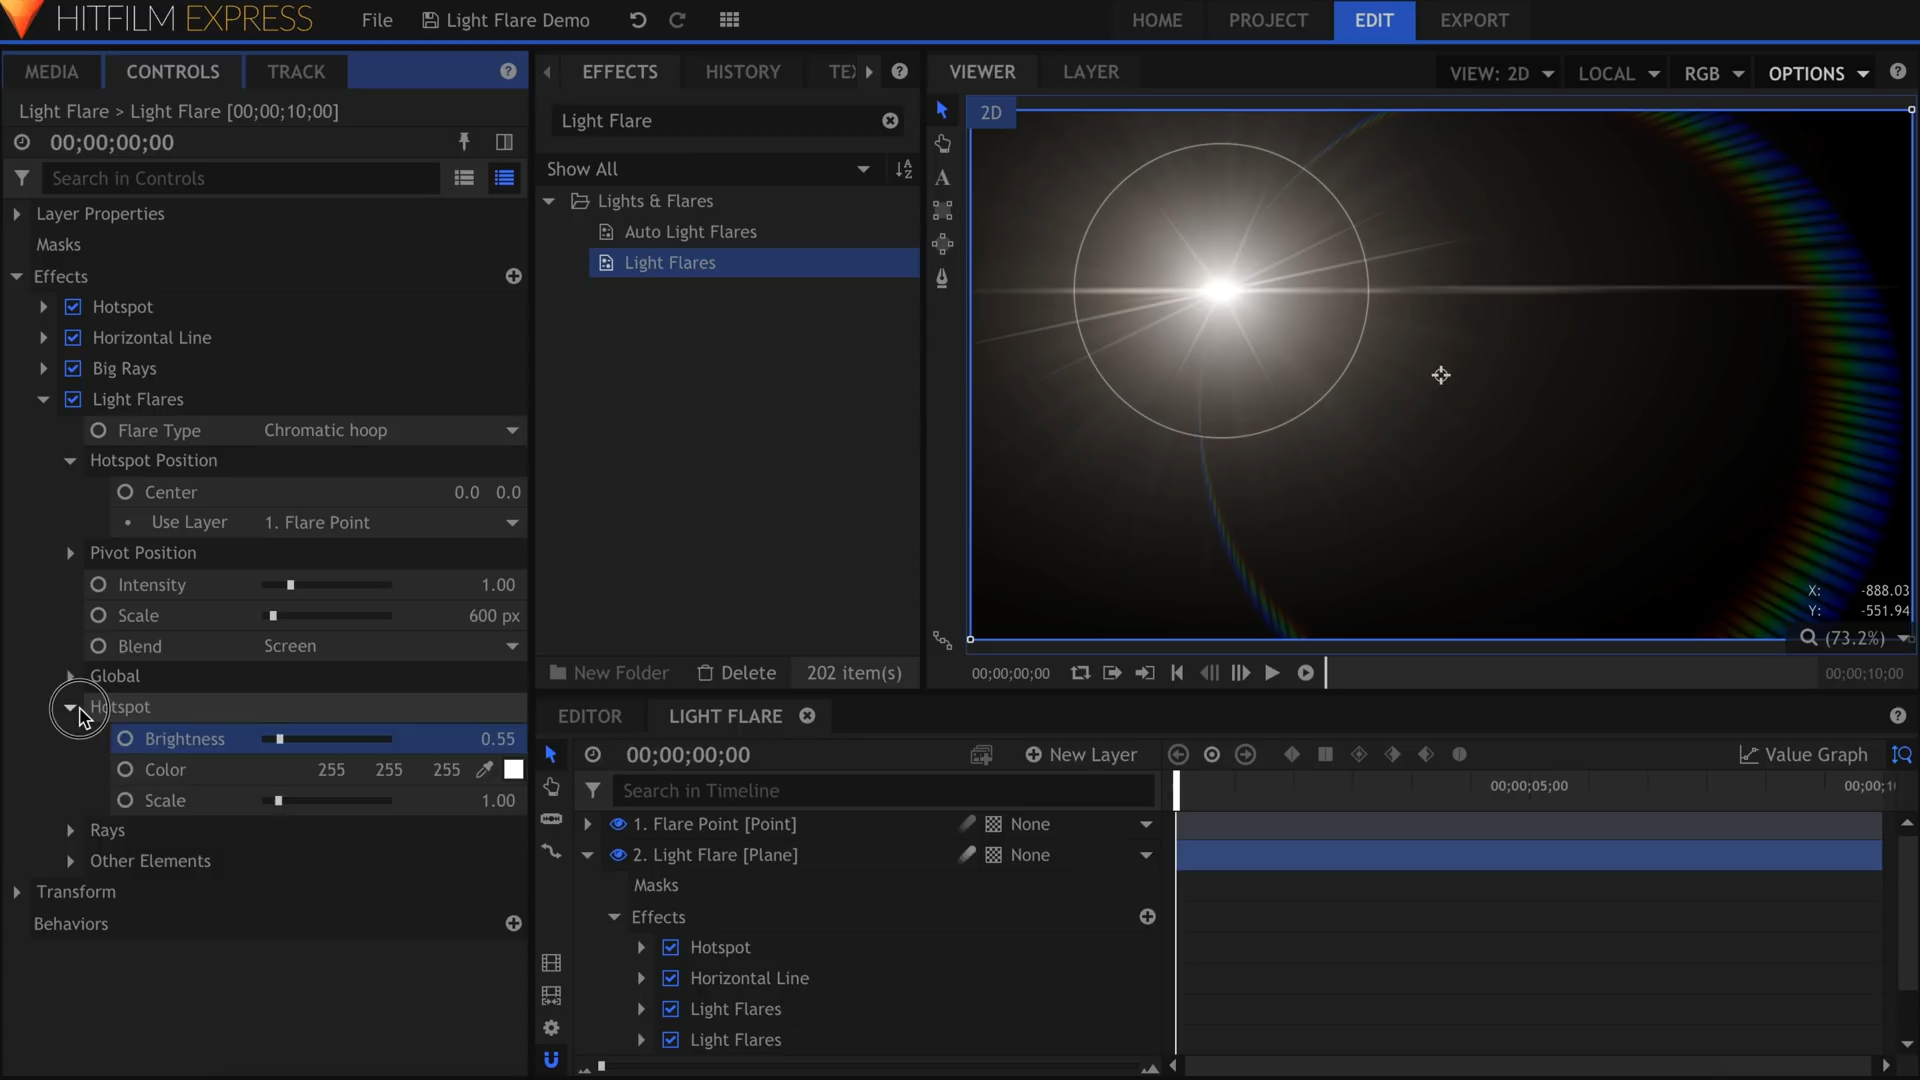 HITFILM EXPRESS
File
Light Flare Demo
HOME
PROJECT
EDIT
EXPORT
MEDIA
CONTROLS
TRACK
Light Flare > Light Flare [00;00;10;00]
00;00;00;00
Search in Controls
Layer Properties
Masks
Effects
Hotspot
Horizontal Line
Big Rays
Light Flares
Flare Type Chromatic hoop
Hotspot Position
Center 0.0 0.0
Use Layer 1. Flare Point
Pivot Position
Intensity 1.00
Scale 600 px
Blend Screen
Global
Hotspot
Brightness 0.55
Color 255 255 255
Scale 1.00
Rays
Other Elements
Transform
Behaviors
EFFECTS
HISTORY
Light Flare
Show All
Lights & Flares
Auto Light Flares
Light Flares
New Folder
Delete
202 item(s)
VIEWER
LAYER
VIEW: 2D
LOCAL
RGB
OPTIONS
2D
X: -888.03
Y: -551.94
(73.2%)
00;00;00;00
00;00;10;00
EDITOR
LIGHT FLARE
00;00;00;00
New Layer
Value Graph
Search in Timeline
00;00;05;00
1. Flare Point [Point] None
2. Light Flare [Plane] None
Masks
Effects
Hotspot
Horizontal Line
Light Flares
Light Flares